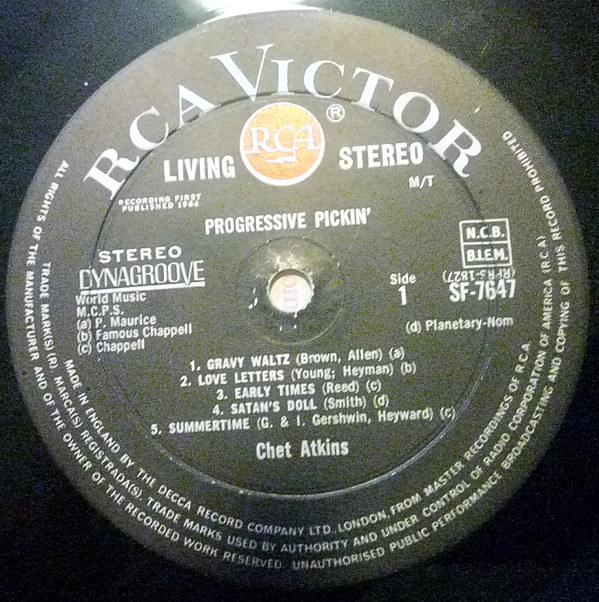 RCA VICTOR
RCA
®
LIVING STEREO
M/T
RECORDING FIRST
PUBLISHED 1964
PROGRESSIVE PICKIN'
STEREO
DYNAGROOVE
World Music
M.C.P.S.
(a) P. Maurice
(b) Famous Chappell
(c) Chappell
N.C.B.
B.I.E.M.
(RFRS-1627)
Side
1
SF-7647
(d) Planetary-Nom
1. GRAVY WALTZ (Brown, Allen) (a)
2. LOVE LETTERS (Young; Heyman) (b)
3. EARLY TIMES (Reed) (c)
4. SATAN'S DOLL (Smith) (d)
5. SUMMERTIME (G. & I. Gershwin, Heyward) (c)
Chet Atkins
ALL RIGHTS OF THE MANUFACTURER AND OF THE OWNER OF THE RECORDED WORK RESERVED. UNAUTHORISED PUBLIC PERFORMANCE BROADCASTING AND COPYING OF THIS RECORD PROHIBITED
TRADE MARK(S) (R). MARCA(S) REGISTRADA(S). TRADE MARKS USED BY AUTHORITY AND UNDER CONTROL OF RADIO CORPORATION OF AMERICA (R.C.A)
MADE IN ENGLAND BY THE DECCA RECORD COMPANY LTD., LONDON, FROM MASTER RECORDINGS OF R.C.A.